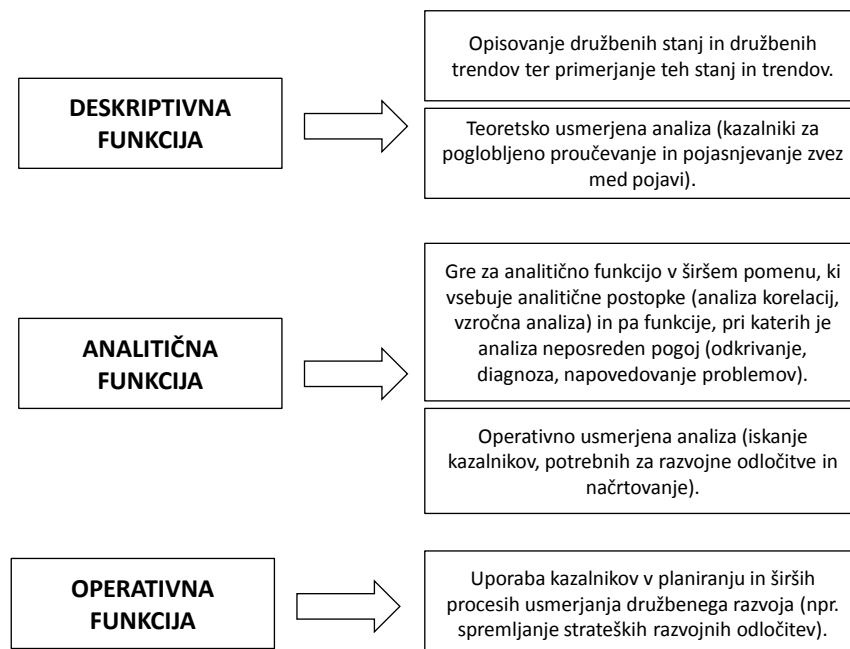 DESKRIPTIVNA
FUNKCIJA
Opisovanje družbenih stanj in družbenih
trendov ter primerjanje teh stanj in trendov.
Teoretsko usmerjena analiza (kazalniki za
poglobljeno proučevanje in pojasnjevanje zvez
med pojavi).
ANALITIČNA
FUNKCIJA
Gre za analitično funkcijo v širšem pomenu, ki
vsebuje analitične postopke (analiza korelacij,
vzročna analiza) in pa funkcije, pri katerih je
analiza neposreden pogoj (odkrivanje,
diagnoza, napovedovanje problemov).
Operativno usmerjena analiza (iskanje
kazalnikov, potrebnih za razvojne odločitve in
načrtovanje).
OPERATIVNA
FUNKCIJA
Uporaba kazalnikov v planiranju in širših
procesih usmerjanja družbenega razvoja (npr.
spremljanje strateških razvojnih odločitev).